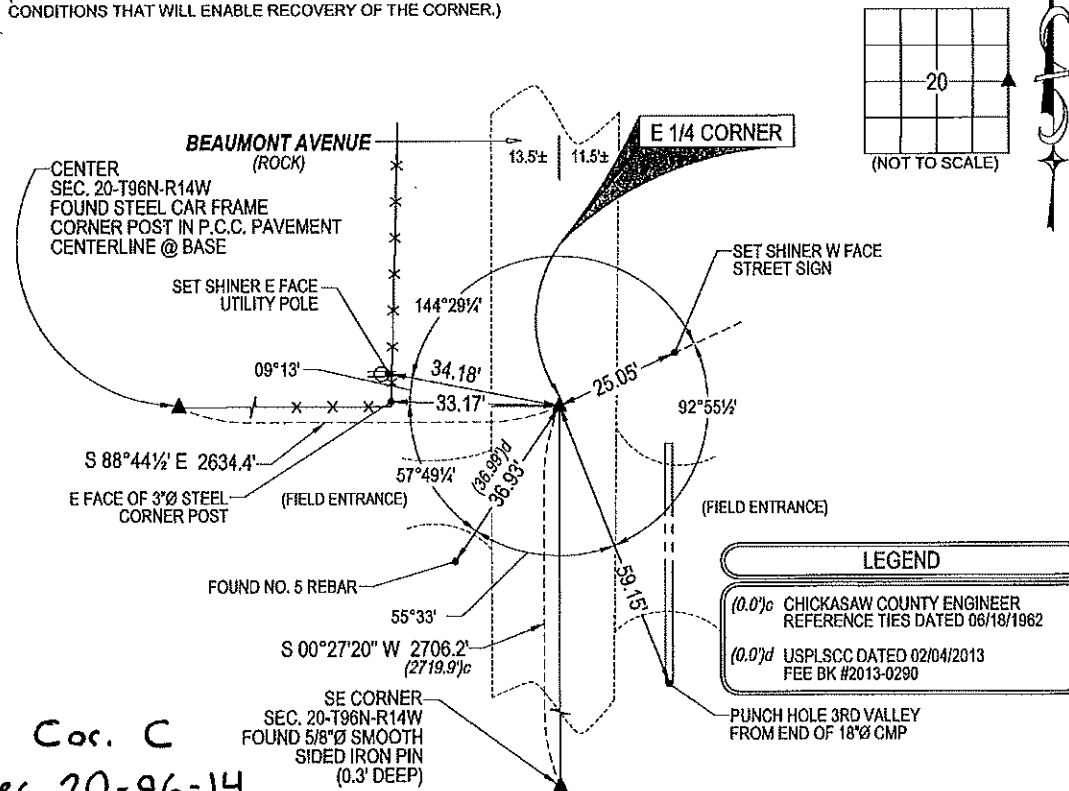 CONDITIONS THAT WILL ENABLE RECOVERY OF THE CORNER.)
20
(NOT TO SCALE)
BEAUMONT AVENUE
(ROCK)
13.5'±
11.5'±
E 1/4 CORNER
CENTER
SEC. 20-T96N-R14W
FOUND STEEL CAR FRAME
CORNER POST IN P.C.C. PAVEMENT
CENTERLINE @ BASE
SET SHINER W FACE
STREET SIGN
SET SHINER E FACE
UTILITY POLE
144°29¼'
09°13'
34.18'
25.05'
33.17'
92°55½'
S 88°44½' E 2634.4'
57°49¼'
(36.99')d
36.93'
E FACE OF 3"Ø STEEL
CORNER POST
(FIELD ENTRANCE)
(FIELD ENTRANCE)
59.15'
FOUND NO. 5 REBAR
55°33'
S 00°27'20" W 2706.2'
(2719.9')c
LEGEND
(0.0')c CHICKASAW COUNTY ENGINEER
REFERENCE TIES DATED 06/18/1962
(0.0')d USPLSCC DATED 02/04/2013
FEE BK #2013-0290
SE CORNER
SEC. 20-T96N-R14W
FOUND 5/8"Ø SMOOTH
SIDED IRON PIN
(0.3' DEEP)
PUNCH HOLE 3RD VALLEY
FROM END OF 18"Ø CMP
Cor. C
20-96-14